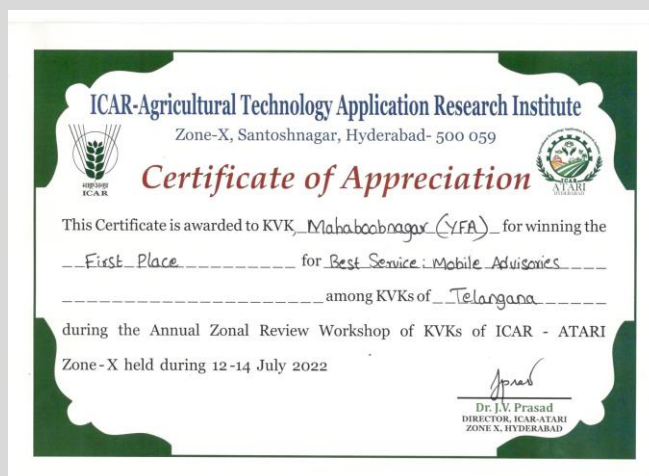 ICAR-Agricultural Technology Application Research Institute
Zone-X, Santoshnagar, Hyderabad- 500 059
ICAR
ATARI
HYDERABAD
Certificate of Appreciation
This Certificate is awarded to KVK, Mahaboobnagar (YFA) for winning the
First Place for Best Service: Mobile Advisories
among KVKs of Telangana
during the Annual Zonal Review Workshop of KVKs of ICAR - ATARI
Zone-X held during 12-14 July 2022
Dr. J.V. Prasad
DIRECTOR, ICAR-ATARI
ZONE X, HYDERABAD